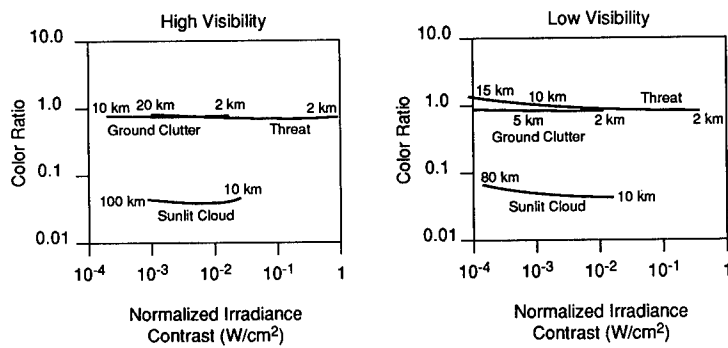 High Visibility
10.0
1.0
0.1
0.01
Color Ratio
10 km
20 km
2 km
2 km
Ground Clutter
Threat
100 km
10 km
Sunlit Cloud
10⁻⁴
10⁻³
10⁻²
10⁻¹
1
Normalized Irradiance
Contrast (W/cm²)
Low Visibility
10.0
1.0
0.1
0.01
Color Ratio
15 km
10 km
Threat
5 km
2 km
2 km
Ground Clutter
80 km
10 km
Sunlit Cloud
10⁻⁴
10⁻³
10⁻²
10⁻¹
1
Normalized Irradiance
Contrast (W/cm²)